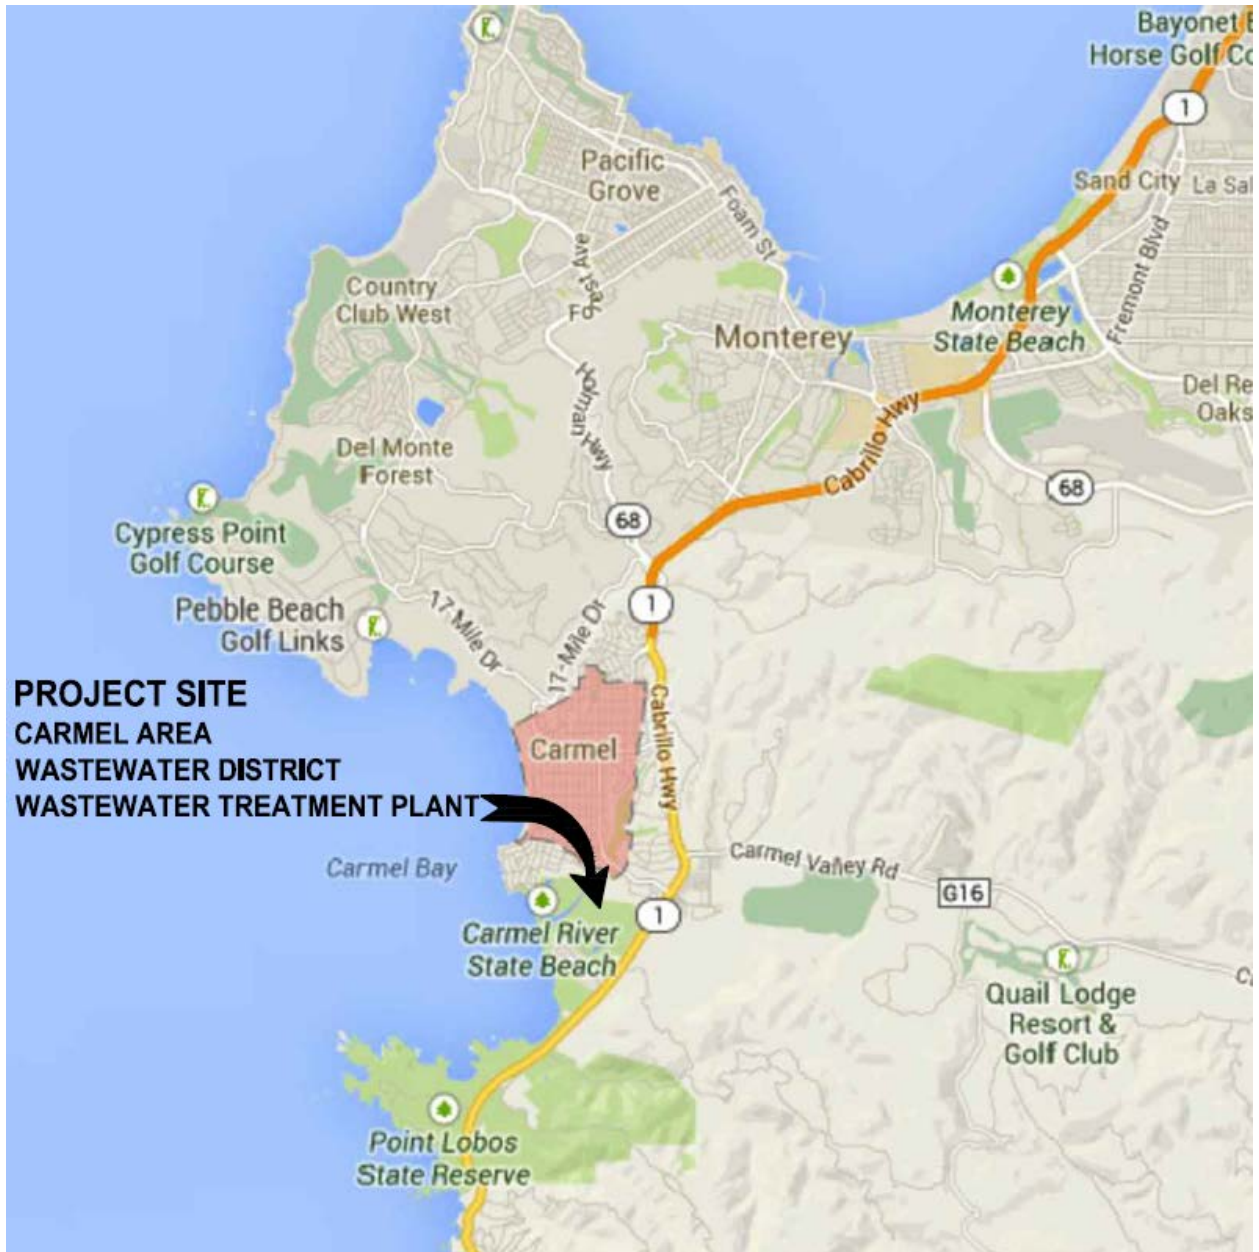 Bayonet
Horse Golf
1
Pacific
Grove
Foam St
Sand City
La Sal
Fremont Blvd
Country
Club West
Monterey
State Beach
Monterey
Del Re
Oaks
Holman Hwy
Cabrillo Hwy
Del Monte
Forest
68
68
Cypress Point
Golf Course
1
Pebble Beach
Golf Links
17-Mile Dr
17-Mile Dr
PROJECT SITE
CARMEL AREA
WASTEWATER DISTRICT
WASTEWATER TREATMENT PLANT
Carmel
Cabrillo Hwy
Carmel Bay
Carmel Valley Rd
G16
1
Carmel River
State Beach
Quail Lodge
Resort &
Golf Club
Point Lobos
State Reserve